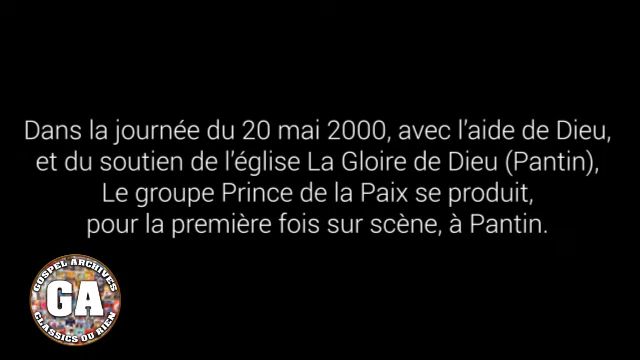 Dans la journée du 20 mai 2000, avec l’aide de Dieu,
et du soutien de l’église La Gloire de Dieu (Pantin),
Le groupe Prince de la Paix se produit,
pour la première fois sur scène, à Pantin.
GOSPEL ARCHIVES
GA
CLASSICS OU RIEN